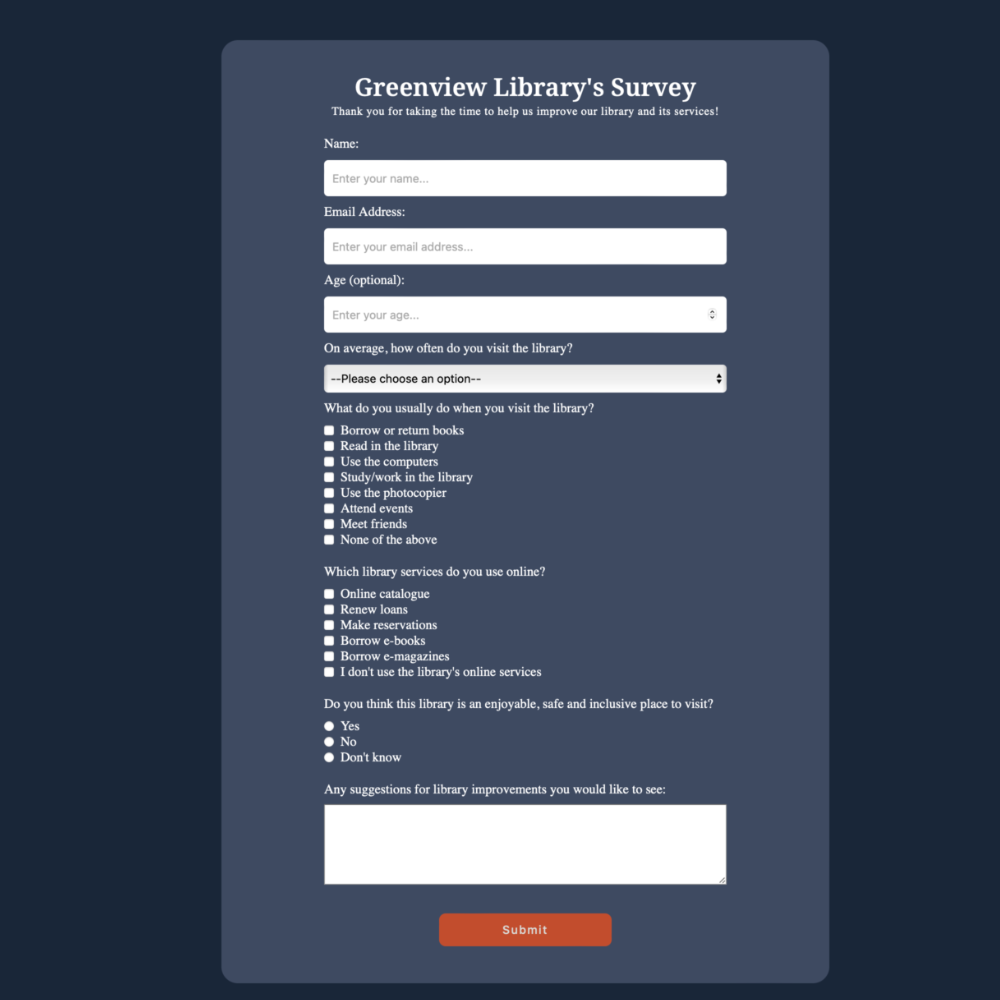 Greenview Library's Survey
Thank you for taking the time to help us improve our library and its services!
Name:
Enter your name...
Email Address:
Enter your email address...
Age (optional):
Enter your age...
On average, how often do you visit the library?
--Please choose an option--
What do you usually do when you visit the library?
Borrow or return books
Read in the library
Use the computers
Study/work in the library
Use the photocopier
Attend events
Meet friends
None of the above
Which library services do you use online?
Online catalogue
Renew loans
Make reservations
Borrow e-books
Borrow e-magazines
I don't use the library's online services
Do you think this library is an enjoyable, safe and inclusive place to visit?
Yes
No
Don't know
Any suggestions for library improvements you would like to see:
Submit